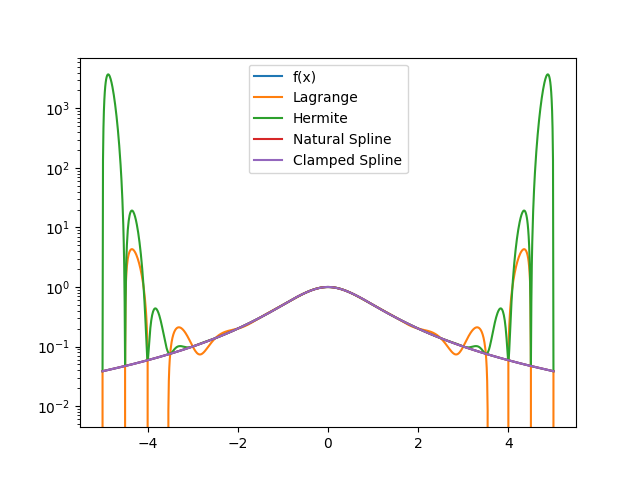 f(x)
Lagrange
Hermite
Natural Spline
Clamped Spline
10³
10²
10¹
10⁰
10⁻¹
10⁻²
−4 −2 0 2 4